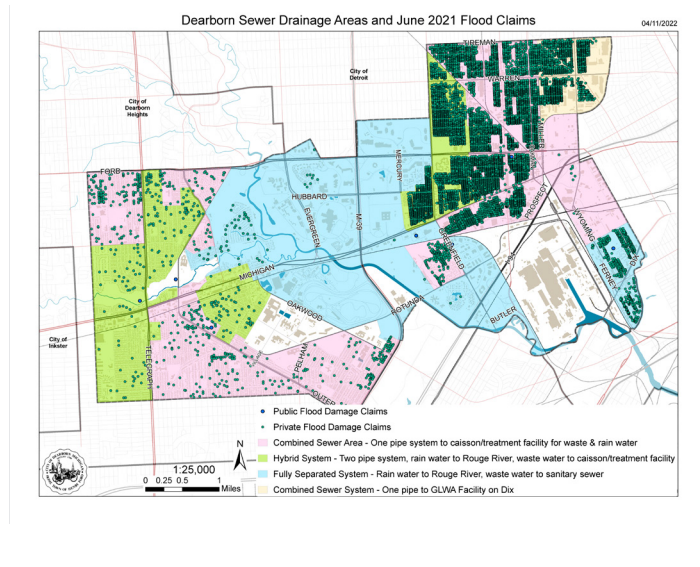 Dearborn Sewer Drainage Areas and June 2021 Flood Claims
04/11/2022
TIREMAN
City of
Detroit
WARREN
City of
Dearborn
Heights
MILLER
FORD
MERCURY
HUBBARD
PROSPECT
EVERGREEN
M-39
WYOMING
GREENFIELD
MICHIGAN
DIX
FERNEY
OAKWOOD
ROTUNDA
BUTLER
City of
Inkster
TELEGRAPH
PELHAM
OUTER
Public Flood Damage Claims
Private Flood Damage Claims
Combined Sewer Area - One pipe system to caisson/treatment facility for waste & rain water
N
Hybrid System - Two pipe system, rain water to Rouge River, waste water to caisson/treatment facility
1:25,000
Fully Separated System - Rain water to Rouge River, waste water to sanitary sewer
0 0.25 0.5 1
Miles
Combined Sewer System - One pipe to GLWA Facility on Dix